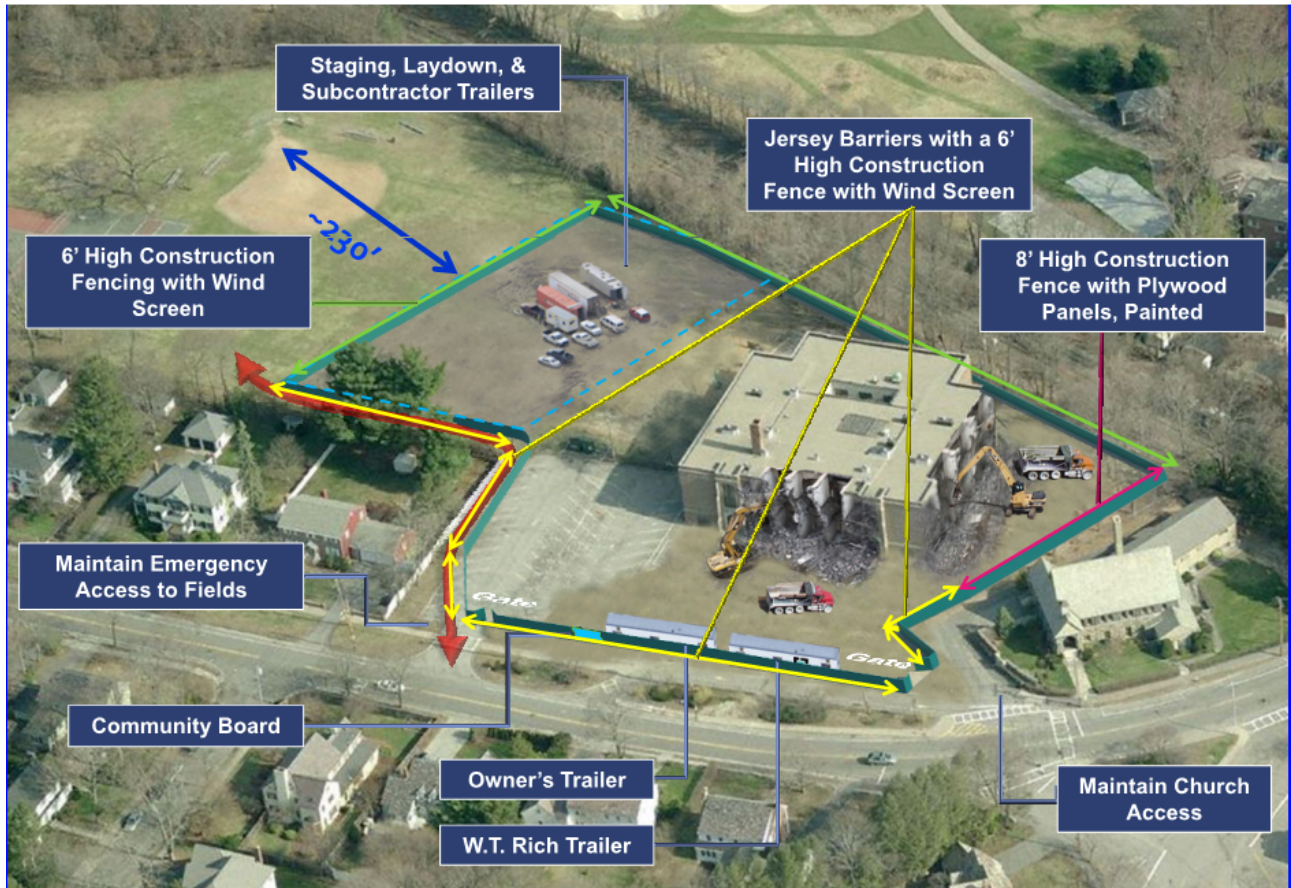 Staging, Laydown, &
Subcontractor Trailers
Jersey Barriers with a 6’
High Construction
Fence with Wind Screen
~230’
6’ High Construction
Fencing with Wind
Screen
8’ High Construction
Fence with Plywood
Panels, Painted
Maintain Emergency
Access to Fields
Gate
Gate
Community Board
Owner’s Trailer
W.T. Rich Trailer
Maintain Church
Access